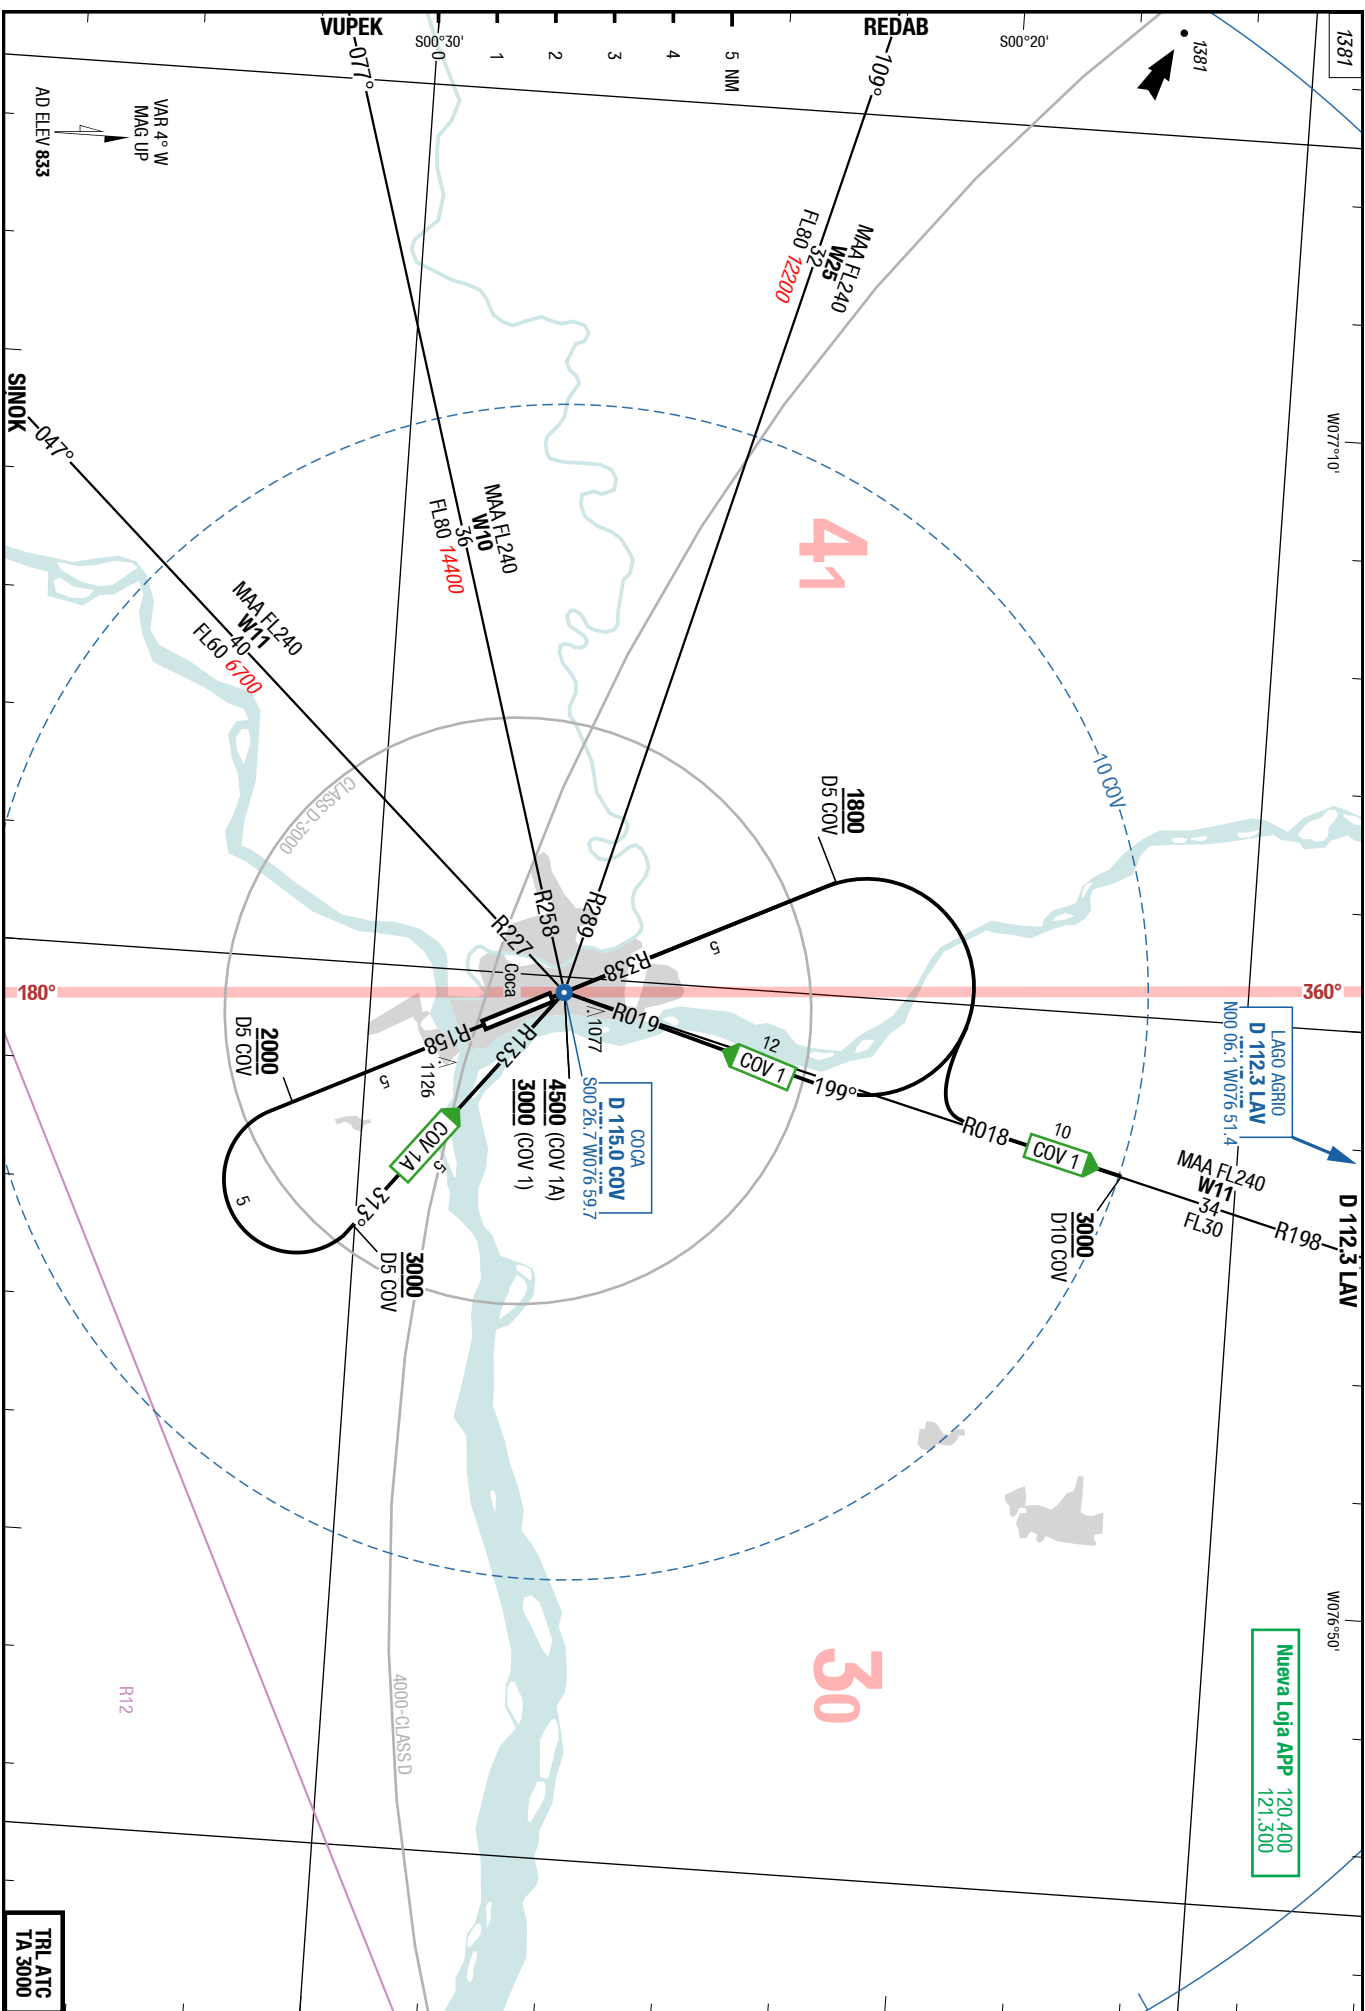 1381
1381
VUPEK
REDAB
S00°30'
S00°20'
0
1
2
3
4
5 NM
077°
109°
VAR 4° W
MAG UP
AD ELEV 833
MAA FL240
W25
32
FL80 12200
SINOK
047°
W077°10'
MAA FL240
W10
36
FL80 14400
41
MAA FL240
W11
40
FL60 6700
10 COV
CLASS D-3000
1800
D5 COV
R258
R289
R227
R338
5
Coca
180°
360°
R019
1077
R158
R133
1126
2000
D5 COV
5
12
COV 1
199°
LAGO AGRIO
D 112.3 LAV
N00 06.1 W076 51.4
4500 (COV 1A)
3000 (COV 1)
COCA
D 115.0 COV
S00 26.7 W076 59.7
COV 1A
5
313°
5
R018
10
COV 1
MAA FL240
W11
34
FL30
R198
D 112.3 LAV
3000
D5 COV
3000
D10 COV
W076°50'
30
4000-CLASS D
R12
Nueva Loja APP 120.400
121.300
TRL ATC
TA 3000